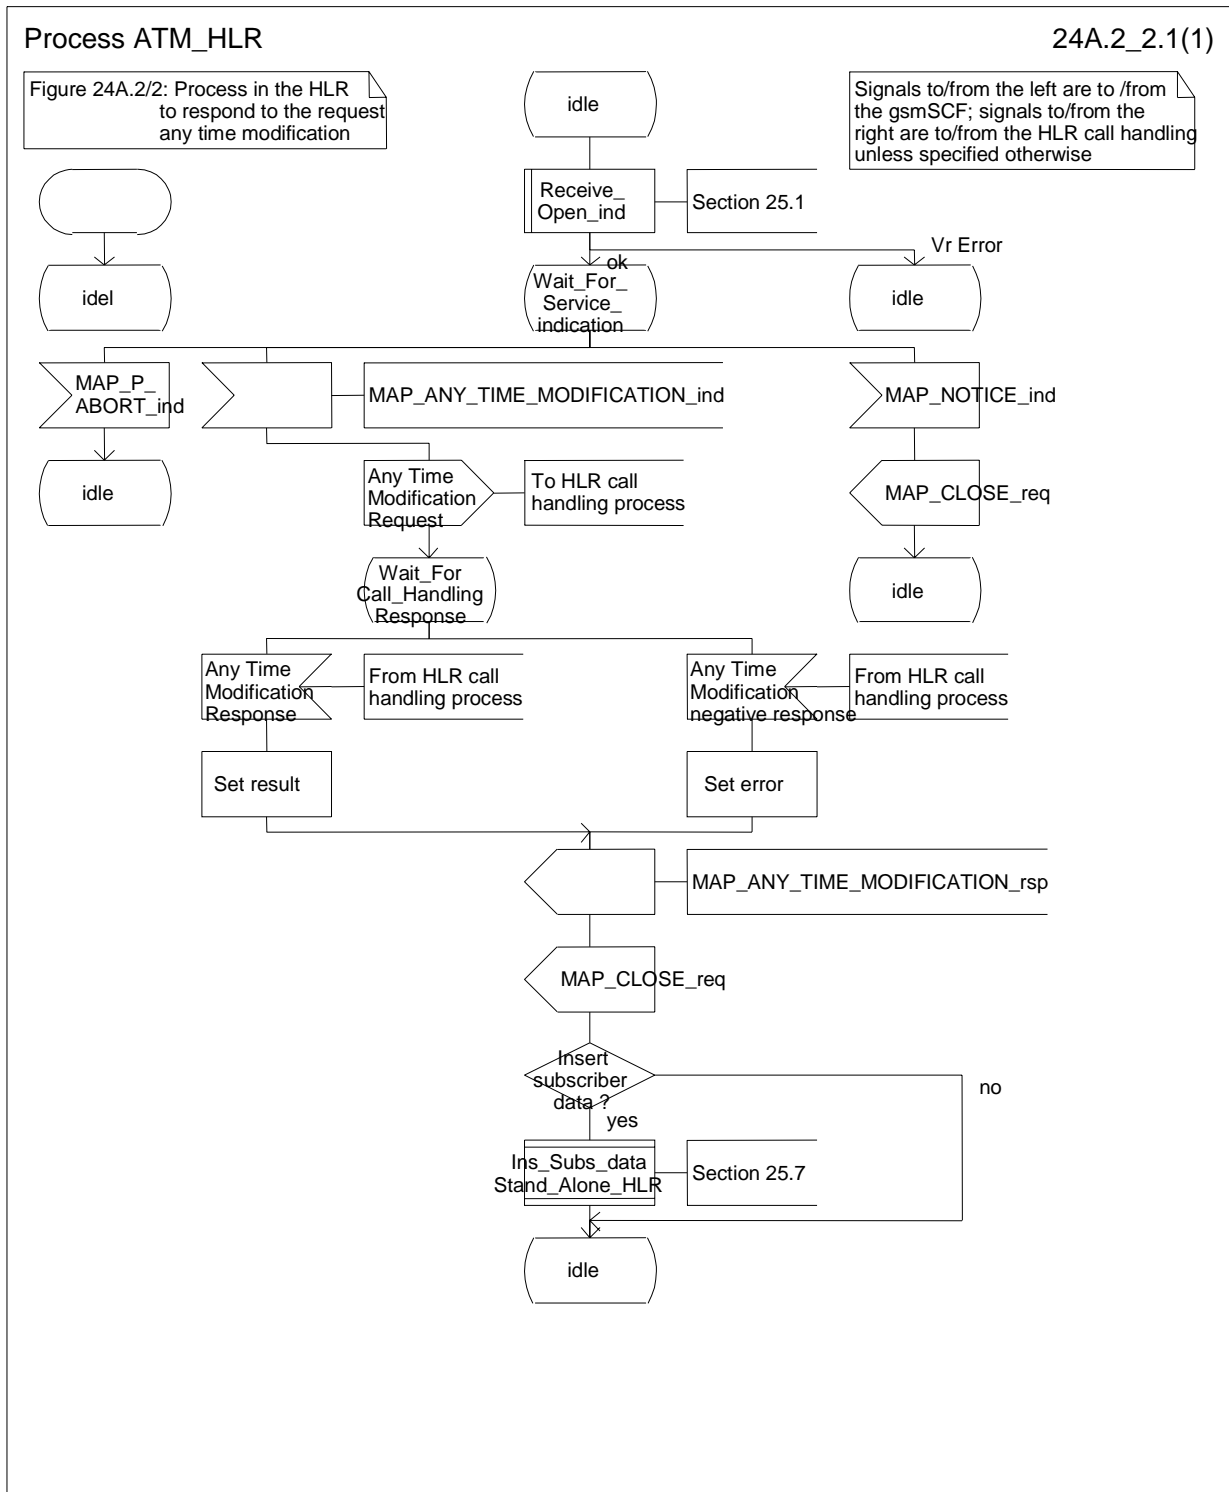 Process ATM_HLR
24A.2_2.1(1)
Figure 24A.2/2: Process in the HLR
to respond to the request
any time modification
idle
Signals to/from the left are to /from
the gsmSCF; signals to/from the
right are to/from the HLR call handling
unless specified otherwise
Receive_
Open_ind
Section 25.1
Vr Error
ok
idel
Wait_For_
Service_
indication
idle
MAP_P_
ABORT_ind
MAP_ANY_TIME_MODIFICATION_ind
MAP_NOTICE_ind
idle
Any Time
Modification
Request
To HLR call
handling process
MAP_CLOSE_req
Wait_For
Call_Handling
Response
idle
Any Time
Modification
Response
From HLR call
handling process
Any Time
Modification
negative response
From HLR call
handling process
Set result
Set error
MAP_ANY_TIME_MODIFICATION_rsp
MAP_CLOSE_req
Insert
subscriber
data ?
no
yes
Ins_Subs_data
Stand_Alone_HLR
Section 25.7
idle